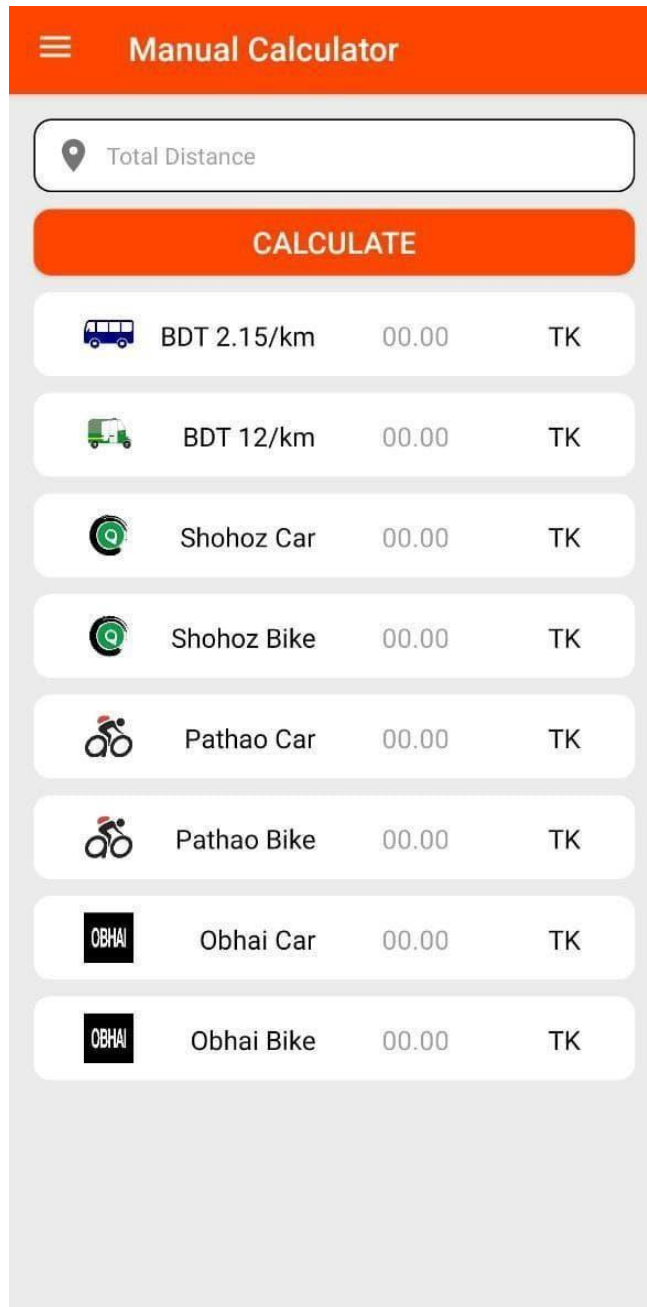 Manual Calculator
Total Distance
CALCULATE
BDT 2.15/km 00.00 TK
BDT 12/km 00.00 TK
Shohoz Car 00.00 TK
Shohoz Bike 00.00 TK
Pathao Car 00.00 TK
Pathao Bike 00.00 TK
OBHAI Obhai Car 00.00 TK
OBHAI Obhai Bike 00.00 TK